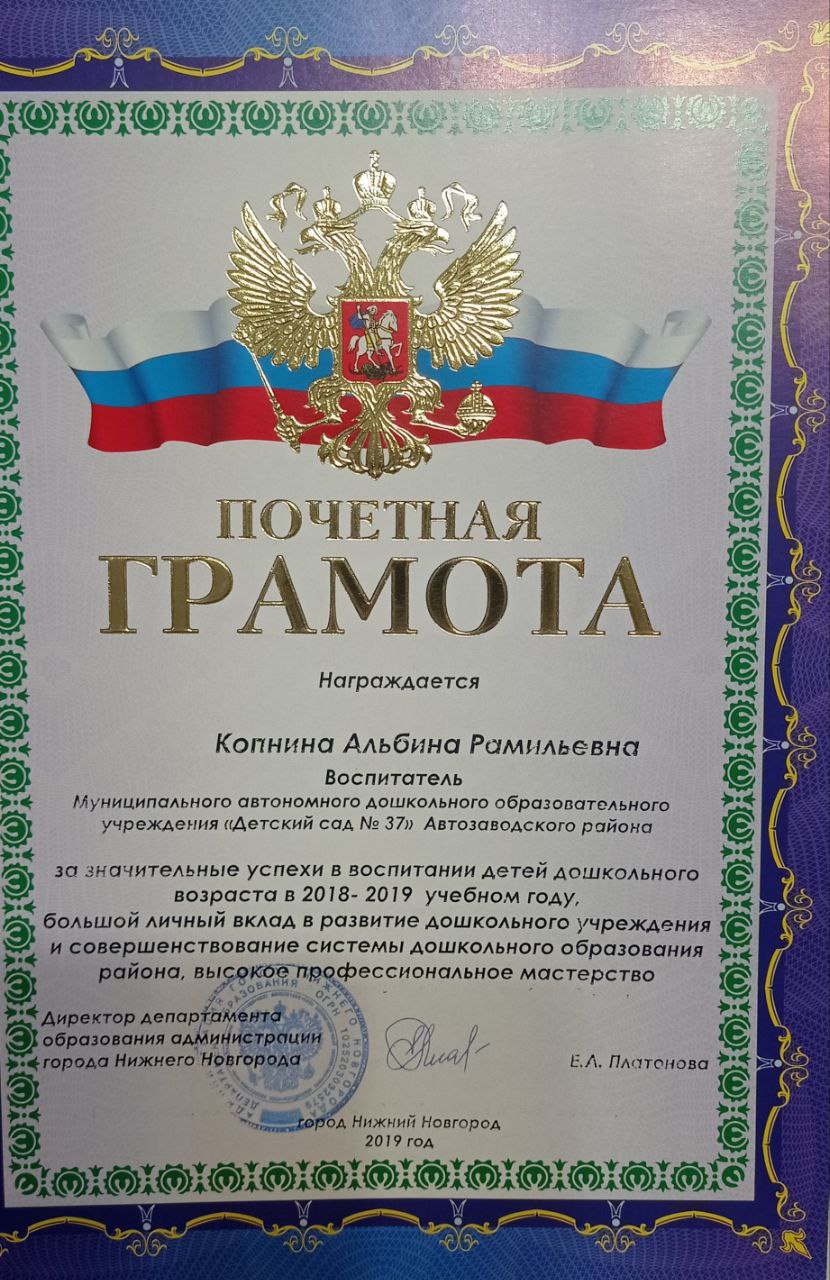 ПОЧЕТНАЯ
ГРАМОТА
Награждается
Копнина Альбина Рамильевна
Воспитатель
Муниципального автономного дошкольного образовательного
учреждения «Детский сад № 37» Автозаводского района
за значительные успехи в воспитании детей дошкольного
возраста в 2018- 2019 учебном году,
большой личный вклад в развитие дошкольного учреждения
и совершенствование системы дошкольного образования
района, высокое профессиональное мастерство
Директор департамента
образования администрации
города Нижнего Новгорода
Е.Л. Платонова
город Нижний Новгород
2019 год